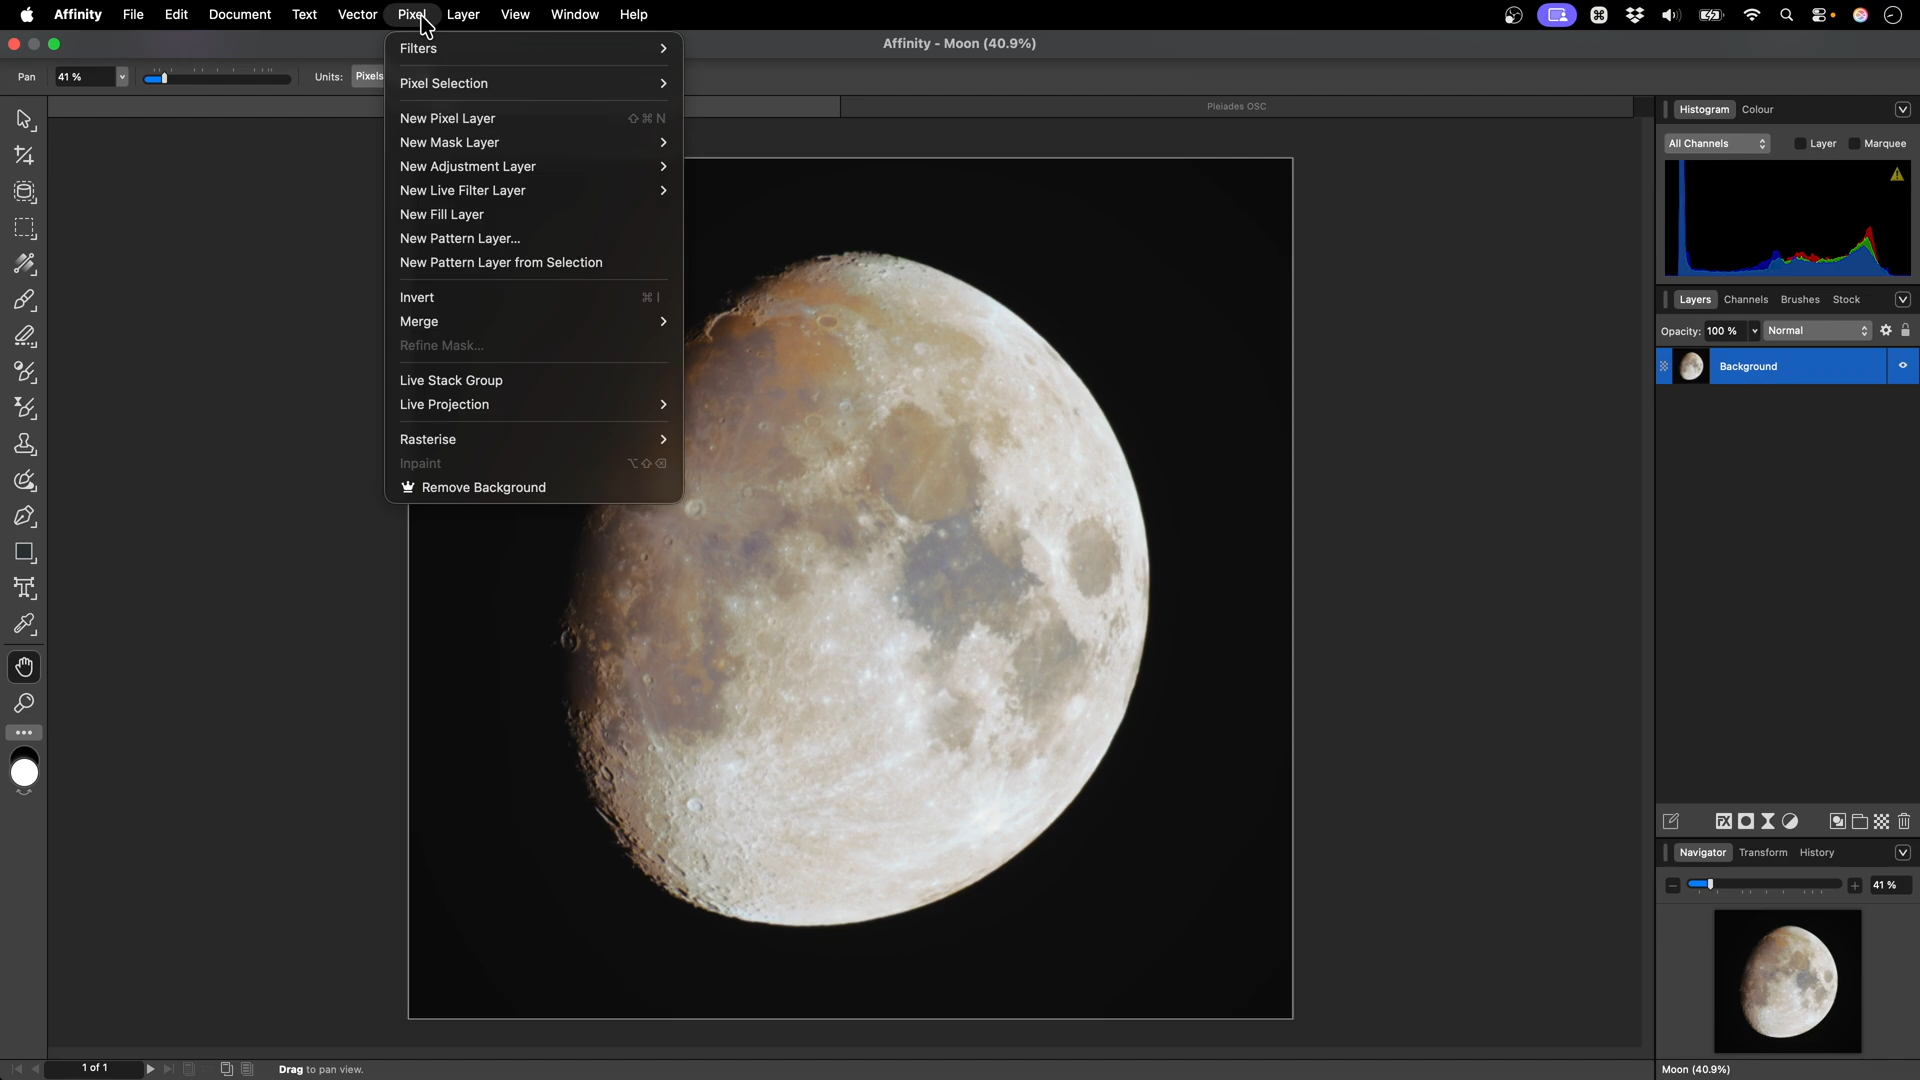 Affinity File Edit Document Text Vector Pixel Layer View Window Help
Affinity - Moon (40.9%)
Pan 41 % Units: Pixels
Pleiades OSC
Filters
Pixel Selection
New Pixel Layer ⇧⌘N
New Mask Layer
New Adjustment Layer
New Live Filter Layer
New Fill Layer
New Pattern Layer...
New Pattern Layer from Selection
Invert ⌘I
Merge
Refine Mask...
Live Stack Group
Live Projection
Rasterise
Inpaint ⌥⇧⌫
Remove Background
Histogram Colour
All Channels Layer Marquee
Layers Channels Brushes Stock
Opacity: 100 % Normal
Background
FX
Navigator Transform History
41 %
Moon (40.9%)
1 of 1 Drag to pan view.